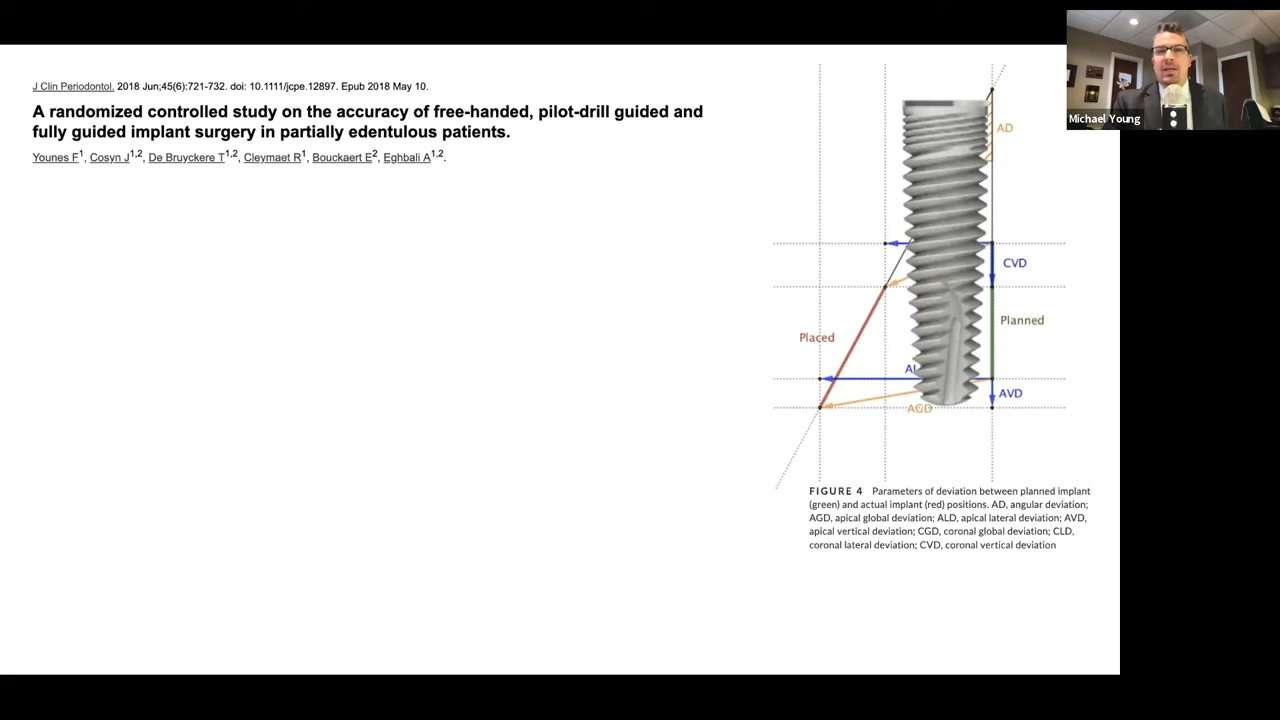 J Clin Periodontol. 2018 Jun;45(6):721-732. doi: 10.1111/jcpe.12897. Epub 2018 May 10.
A randomized controlled study on the accuracy of free-handed, pilot-drill guided and
fully guided implant surgery in partially edentulous patients.
Younes F1, Cosyn J1,2, De Bruyckere T1,2, Cleymaet R1, Bouckaert E2, Eghbali A1,2.
Michael Young
AD
CVD
Planned
Placed
AL
AVD
AGD
FIGURE 4 Parameters of deviation between planned implant
(green) and actual implant (red) positions. AD, angular deviation;
AGD, apical global deviation; ALD, apical lateral deviation; AVD,
apical vertical deviation; CGD, coronal global deviation; CLD,
coronal lateral deviation; CVD, coronal vertical deviation